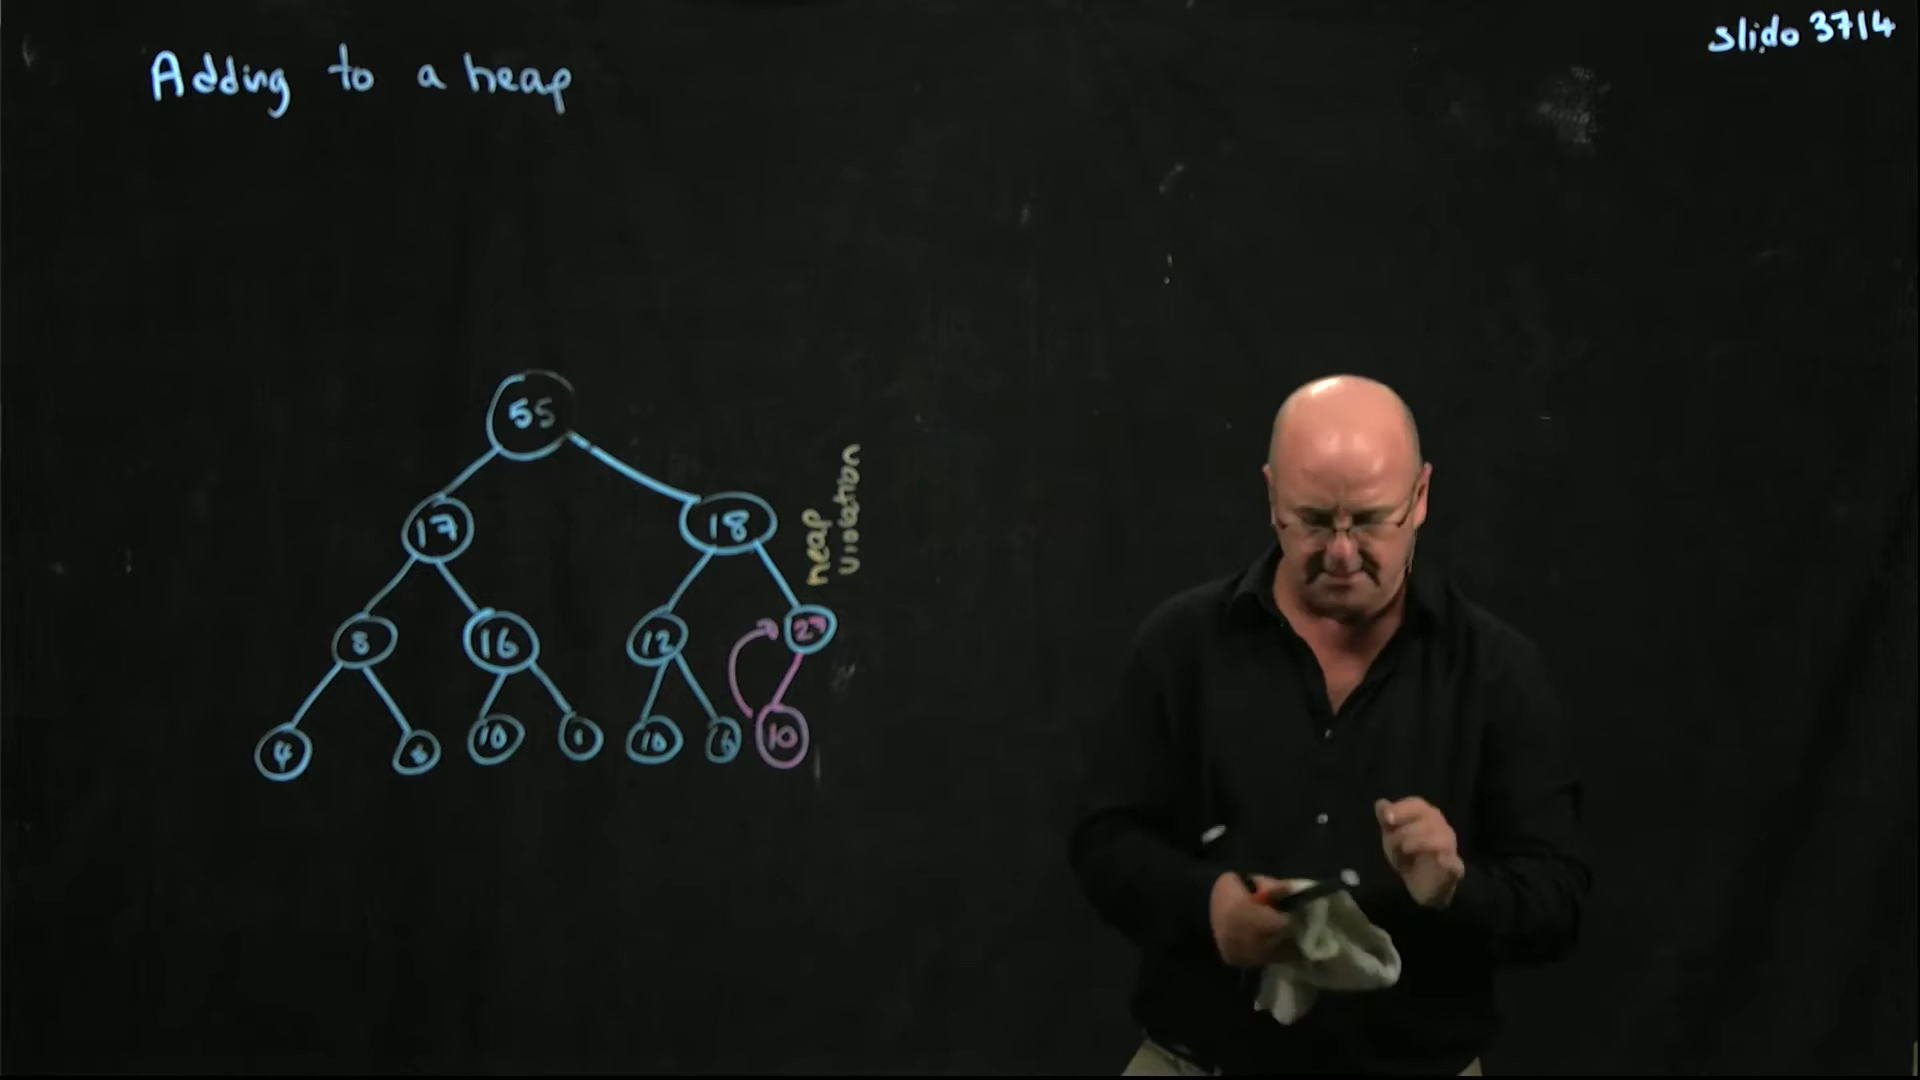 slido 3714
Adding to a heap
55
17 18
heap
violation
8 16 12 27
4 10 1 10 6 10